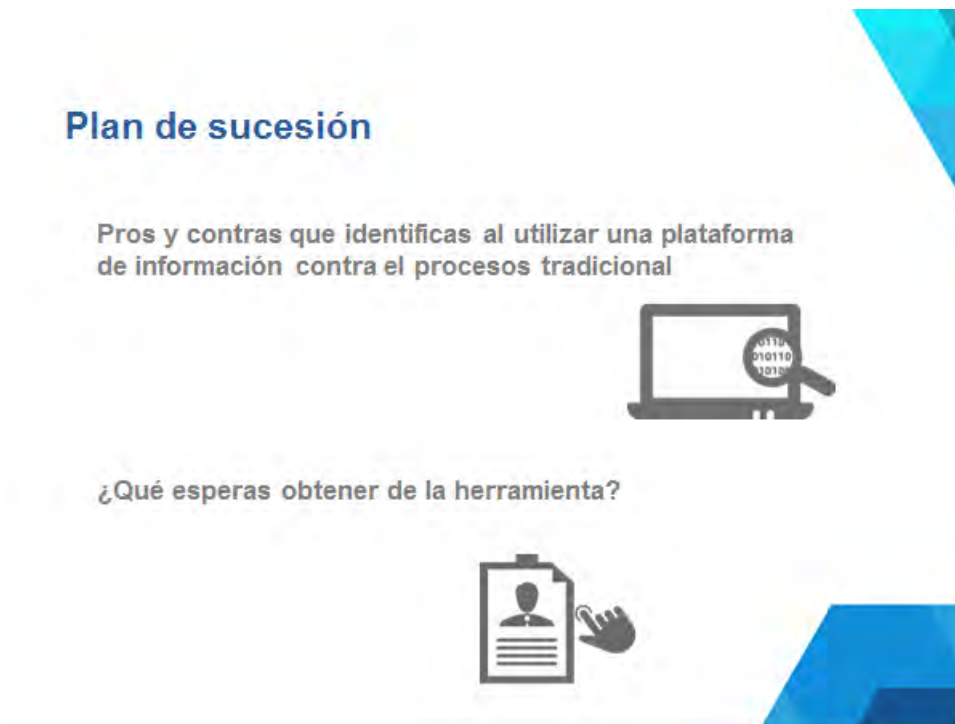 Plan de sucesión
Pros y contras que identificas al utilizar una plataforma
de información contra el procesos tradicional
010110
¿Qué esperas obtener de la herramienta?